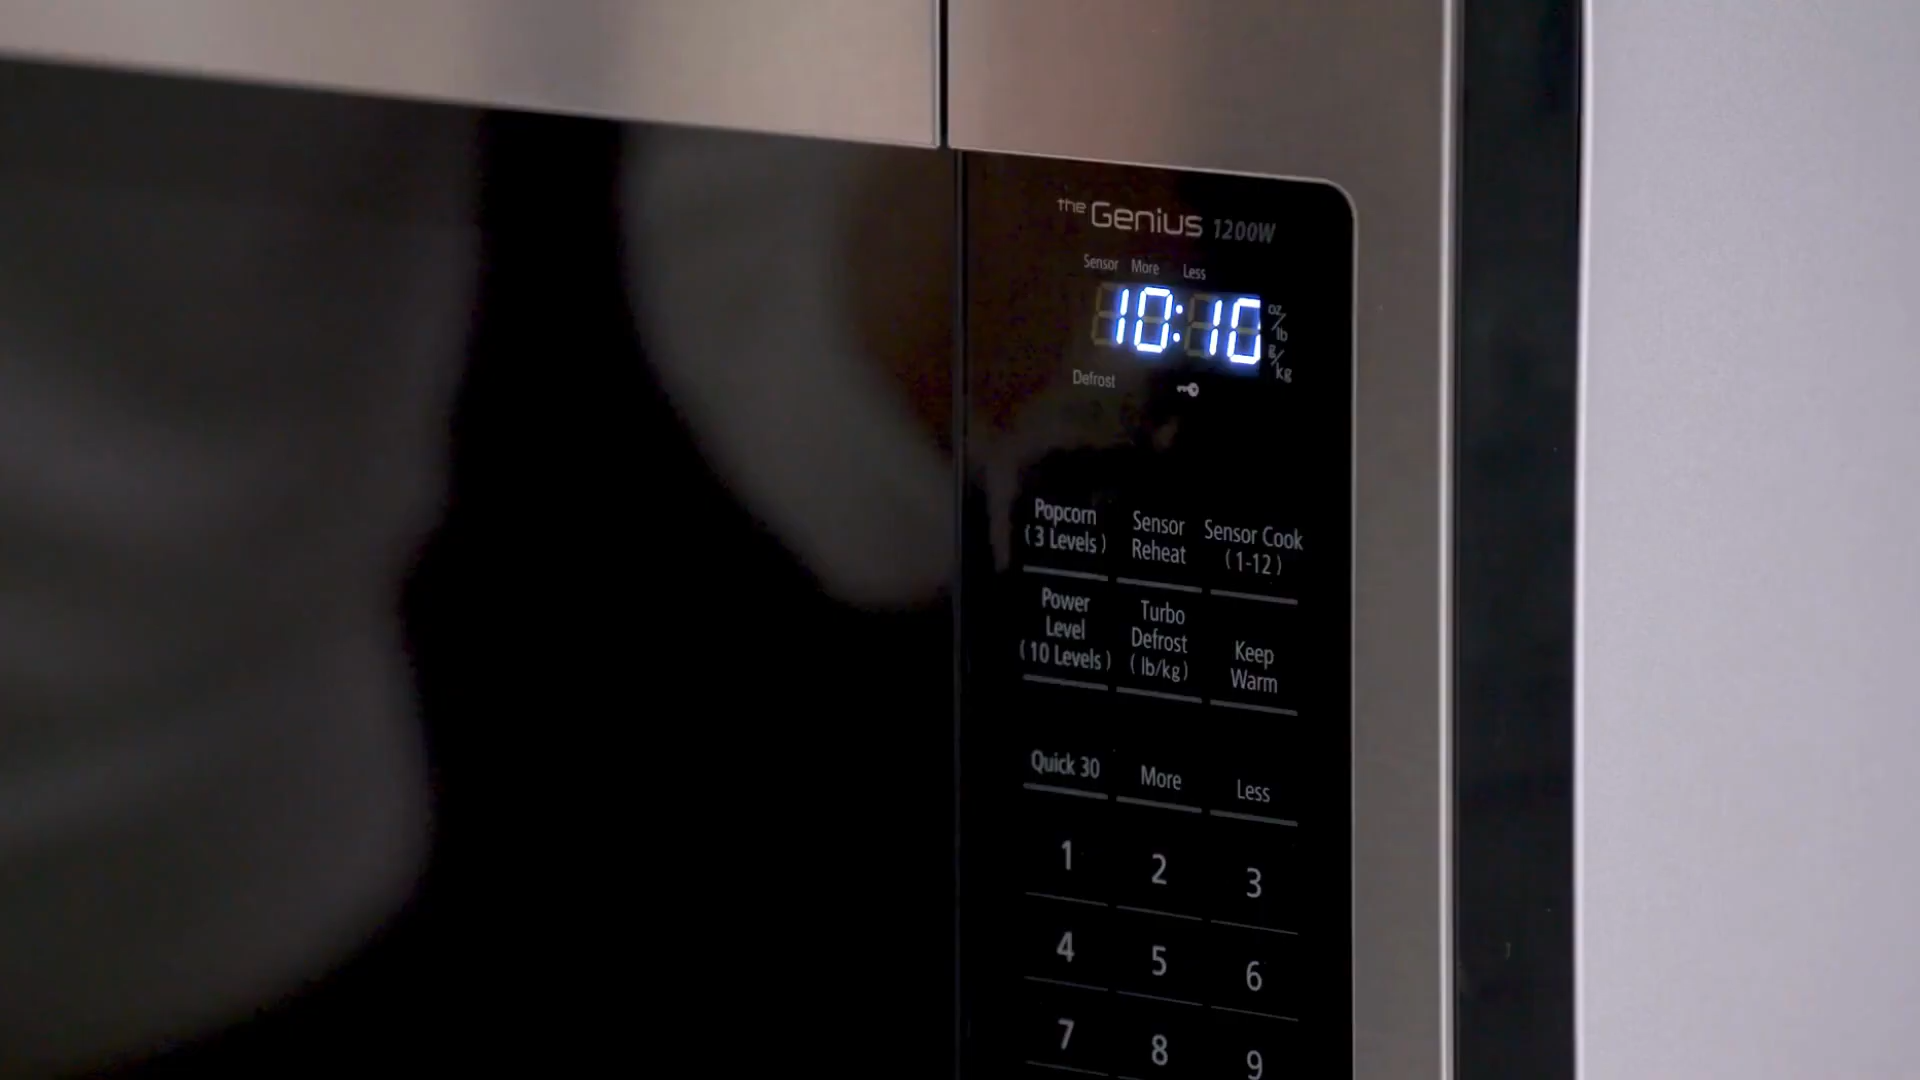 the Genius 1200W
Sensor More Less
10:10
oz/lb
g/kg
Defrost
Popcorn
(3 Levels)
Sensor
Reheat
Sensor Cook
(1-12)
Power
Level
(10 Levels)
Turbo
Defrost
(lb/kg)
Keep
Warm
Quick 30
More
Less
1 2 3
4 5 6
7 8 9